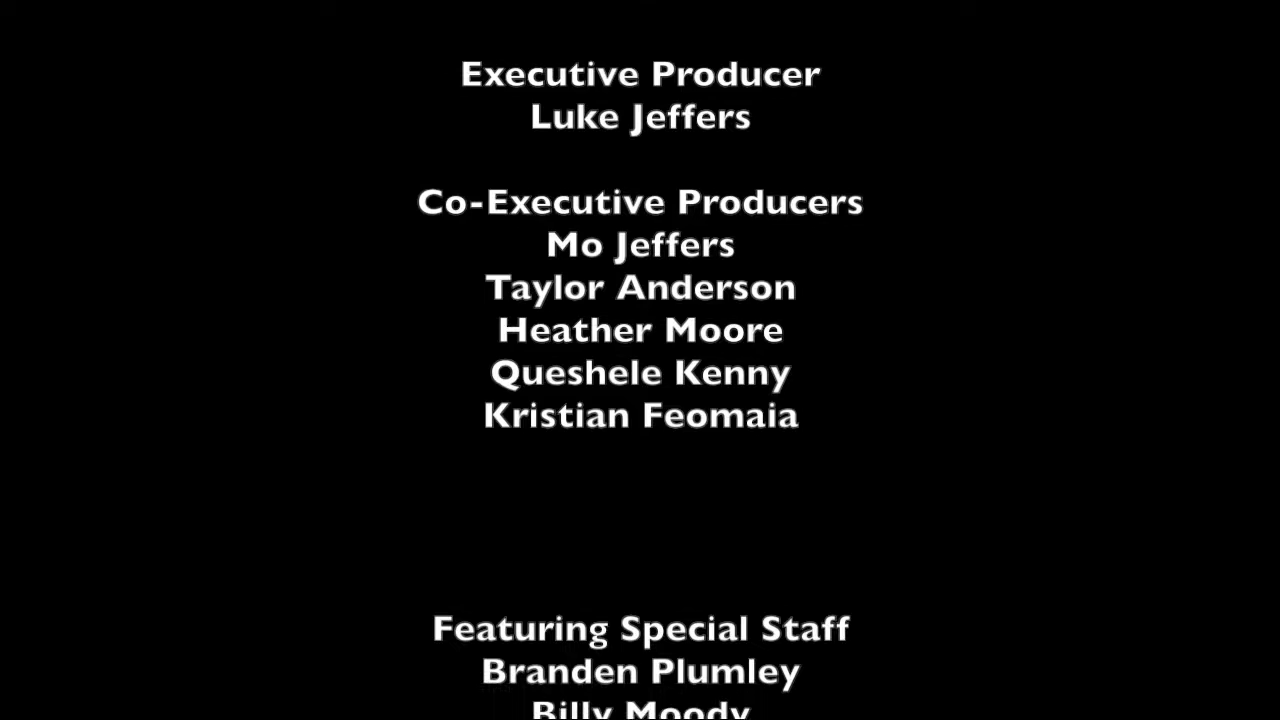 Executive Producer
Luke Jeffers
Co-Executive Producers
Mo Jeffers
Taylor Anderson
Heather Moore
Queshele Kenny
Kristian Feomaia
Featuring Special Staff
Branden Plumley
Billy Moody